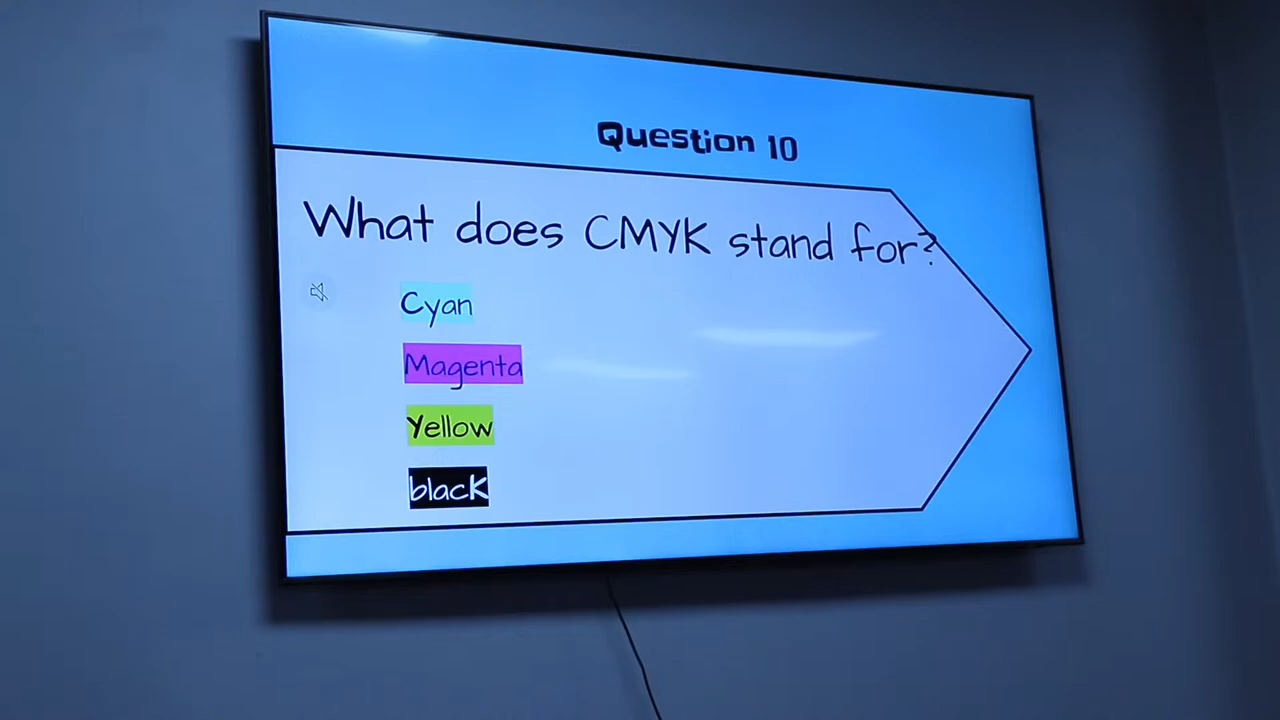 Question 10
What does CMYK stand for?
Cyan
Magenta
Yellow
blacK